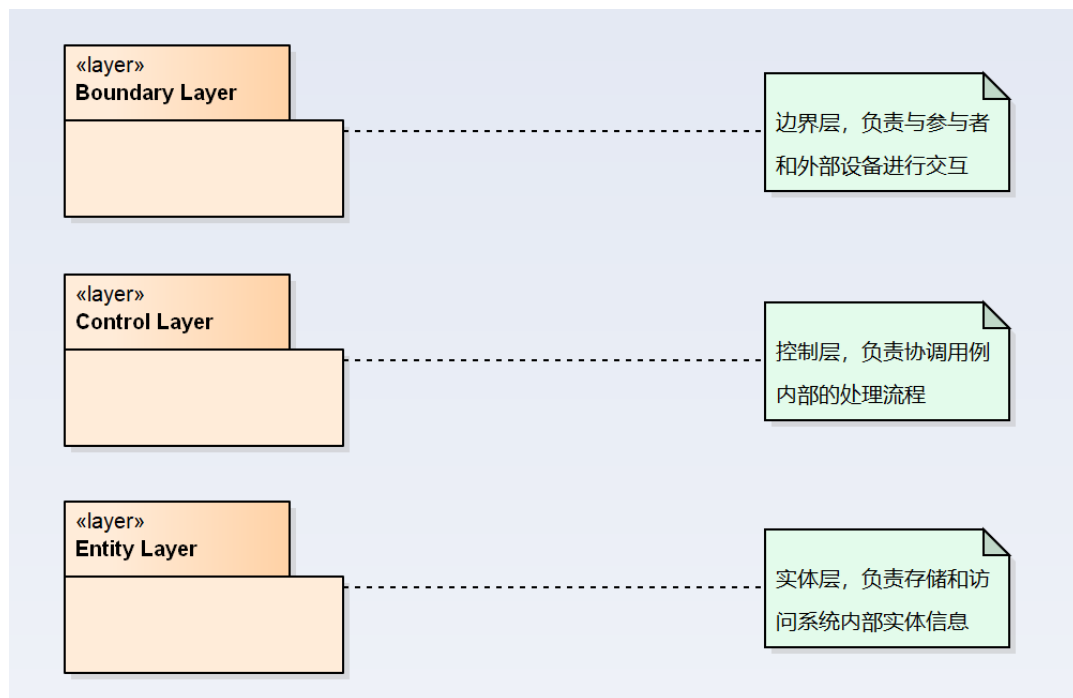 «layer»
Boundary Layer
边界层，负责与参与者
和外部设备进行交互
«layer»
Control Layer
控制层，负责协调用例
内部的处理流程
«layer»
Entity Layer
实体层，负责存储和访
问系统内部实体信息